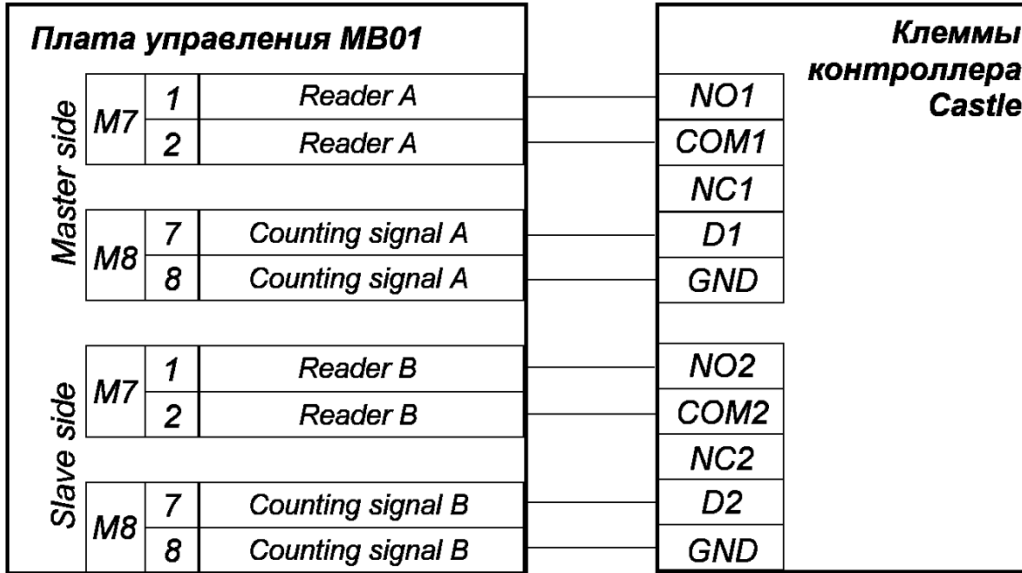 Плата управления MB01
Клеммы
контроллера
Castle
Master side
M7
1 Reader A
2 Reader A
M8
7 Counting signal A
8 Counting signal A
NO1
COM1
NC1
D1
GND
Slave side
M7
1 Reader B
2 Reader B
M8
7 Counting signal B
8 Counting signal B
NO2
COM2
NC2
D2
GND